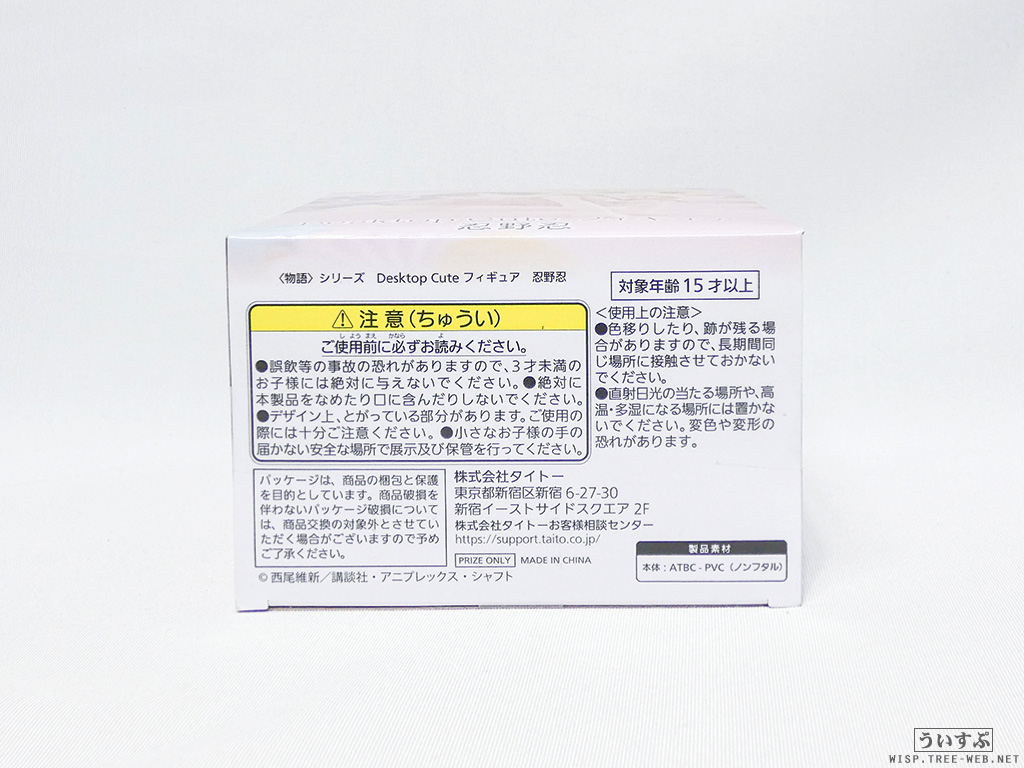 忍野忍
〈物語〉シリーズ Desktop Cute フィギュア 忍野忍
対象年齢15才以上
⚠注意(ちゅうい)
しようまえ かなら よ
ご使用前に必ずお読みください。
●誤飲等の事故の恐れがありますので、3才未満の
お子様には絶対に与えないでください。●絶対に
本製品をなめたり口に含んだりしないでください。
●デザイン上、とがっている部分があります。ご使用の
際には十分ご注意ください。●小さなお子様の手の
届かない安全な場所で展示及び保管を行ってください。
<使用上の注意>
●色移りしたり、跡が残る場
合がありますので、長期間同
じ場所に接触させておかない
でください。
●直射日光の当たる場所や、高
温・多湿になる場所には置かな
いでください。変色や変形の
恐れがあります。
パッケージは、商品の梱包と保護
を目的としています。商品破損を
伴わないパッケージ破損について
は、商品交換の対象外とさせてい
ただく場合がございますので予め
ご了承ください。
株式会社タイトー
東京都新宿区新宿 6-27-30
新宿イーストサイドスクエア 2F
株式会社タイトーお客様相談センター
https://support.taito.co.jp/
PRIZE ONLY MADE IN CHINA
製品素材
本体:ATBC-PVC(ノンフタル)
©西尾維新/講談社・アニプレックス・シャフト
ういすぷ
WISP.TREE-WEB.NET